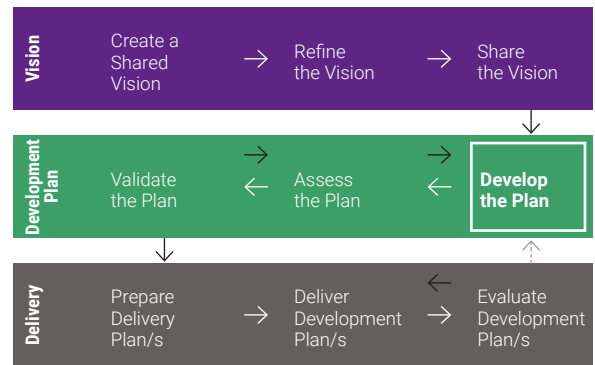 Vision
Create a
Shared
Vision
Refine
the Vision
Share
the Vision
Development
Plan
Validate
the Plan
Assess
the Plan
Develop
the Plan
Delivery
Prepare
Delivery
Plan/s
Deliver
Development
Plan/s
Evaluate
Development
Plan/s